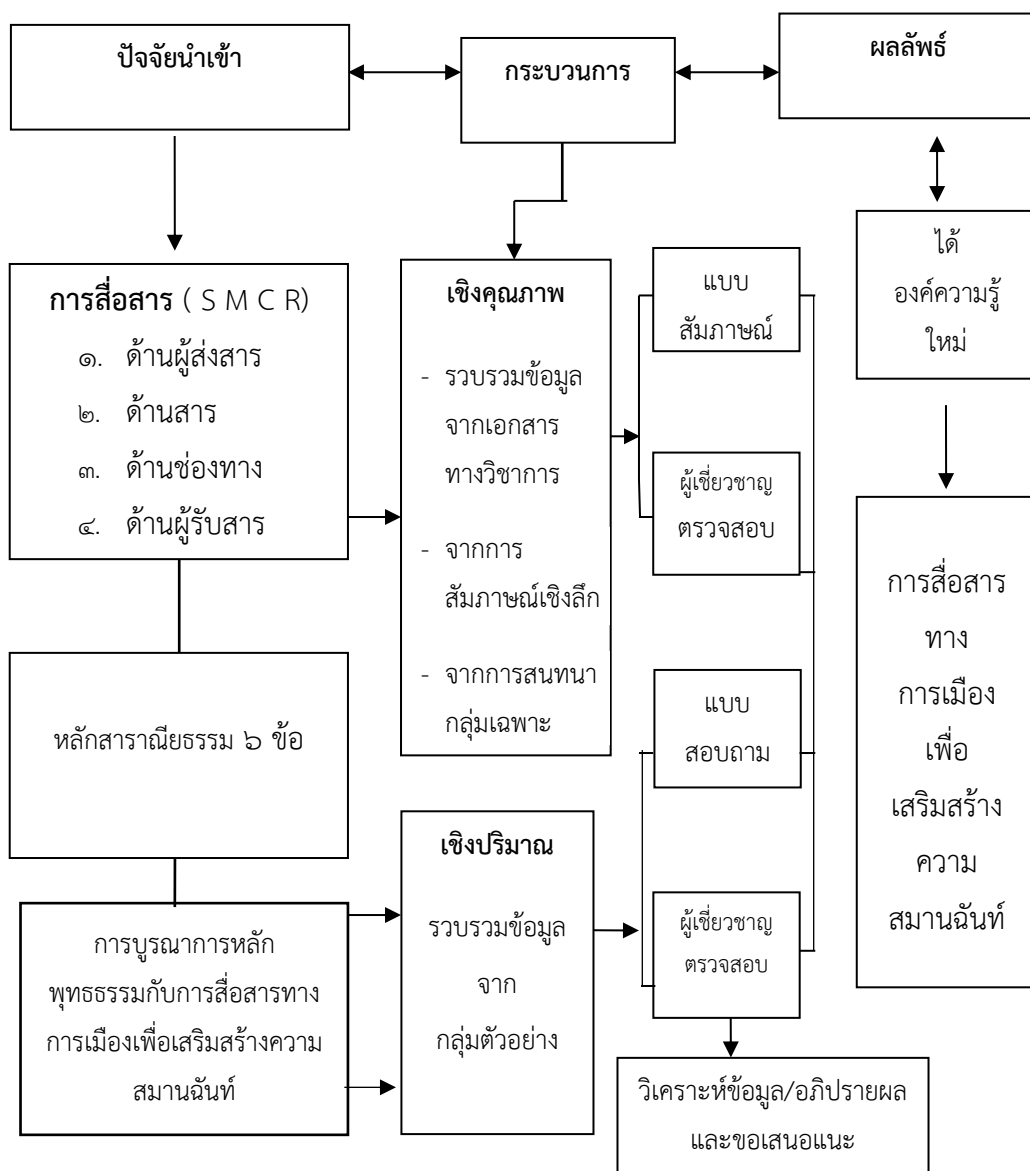 ปัจจัยนำเข้า
กระบวนการ
ผลลัพธ์
การสื่อสาร ( S M C R)
๑. ด้านผู้ส่งสาร
๒. ด้านสาร
๓. ด้านช่องทาง
๔. ด้านผู้รับสาร
หลักสาราณียธรรม ๖ ข้อ
การบูรณาการหลัก
พุทธธรรมกับการสื่อสารทาง
การเมืองเพื่อเสริมสร้างความ
สมานฉันท์
เชิงคุณภาพ
- รวบรวมข้อมูล
จากเอกสาร
ทางวิชาการ
- จากการ
สัมภาษณ์เชิงลึก
- จากการสนทนา
กลุ่มเฉพาะ
เชิงปริมาณ
รวบรวมข้อมูล
จาก
กลุ่มตัวอย่าง
แบบ
สัมภาษณ์
ผู้เชี่ยวชาญ
ตรวจสอบ
แบบ
สอบถาม
ผู้เชี่ยวชาญ
ตรวจสอบ
วิเคราะห์ข้อมูล/อภิปรายผล
และขอเสนอแนะ
ได้
องค์ความรู้
ใหม่
การสื่อสาร
ทาง
การเมือง
เพื่อ
เสริมสร้าง
ความ
สมานฉันท์